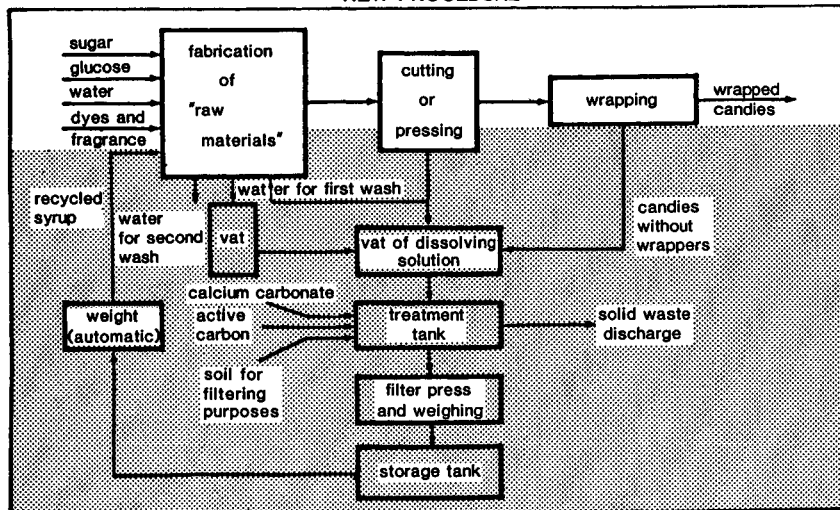 NEW PROCEDURE
sugar
glucose
water
dyes and
fragrance
fabrication
of
"raw
materials"
cutting
or
pressing
wrapping
wrapped
candies
recycled
syrup
water
for second
wash
water for first wash
vat
vat of dissolving
solution
candies
without
wrappers
weight
(automatic)
calcium carbonate
active
carbon
soil for
filtering
purposes
treatment
tank
solid waste
discharge
filter press
and weighing
storage tank